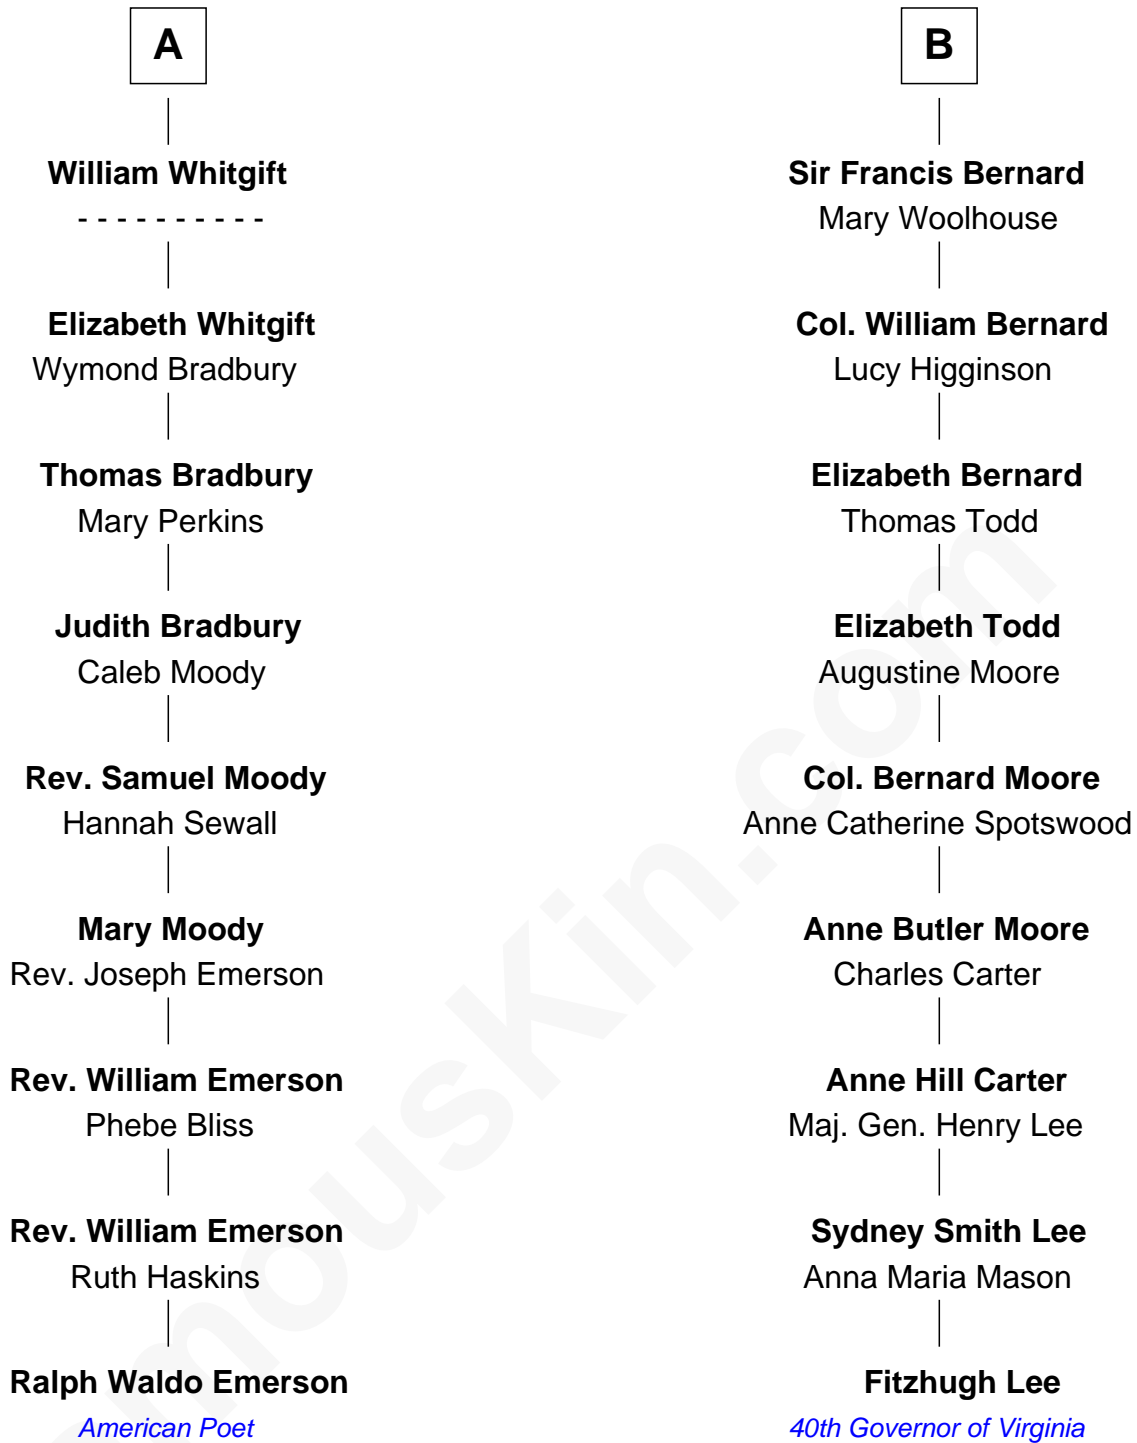 A
William Whitgift
- - - - - - - - - -
Elizabeth Whitgift
Wymond Bradbury
Thomas Bradbury
Mary Perkins
Judith Bradbury
Caleb Moody
Rev. Samuel Moody
Hannah Sewall
Mary Moody
Rev. Joseph Emerson
Rev. William Emerson
Phebe Bliss
Rev. William Emerson
Ruth Haskins
Ralph Waldo Emerson
American Poet
B
Sir Francis Bernard
Mary Woolhouse
Col. William Bernard
Lucy Higginson
Elizabeth Bernard
Thomas Todd
Elizabeth Todd
Augustine Moore
Col. Bernard Moore
Anne Catherine Spotswood
Anne Butler Moore
Charles Carter
Anne Hill Carter
Maj. Gen. Henry Lee
Sydney Smith Lee
Anna Maria Mason
Fitzhugh Lee
40th Governor of Virginia
mousKin.com